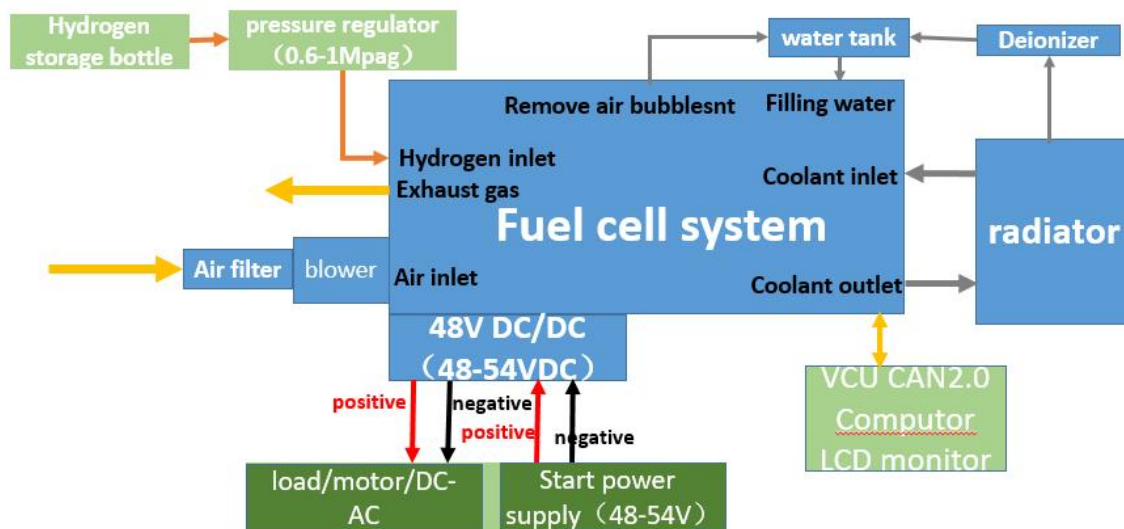 Hydrogen
storage bottle
pressure regulator
（0.6-1Mpag）
water tank
Deionizer
Remove air bubblesnt
Filling water
Hydrogen inlet
Exhaust gas
Coolant inlet
Fuel cell system
radiator
Air filter
blower
Air inlet
Coolant outlet
48V DC/DC
（48-54VDC）
positive
negative
positive
negative
VCU CAN2.0
Computor
LCD monitor
load/motor/DC-
AC
Start power
supply（48-54V）